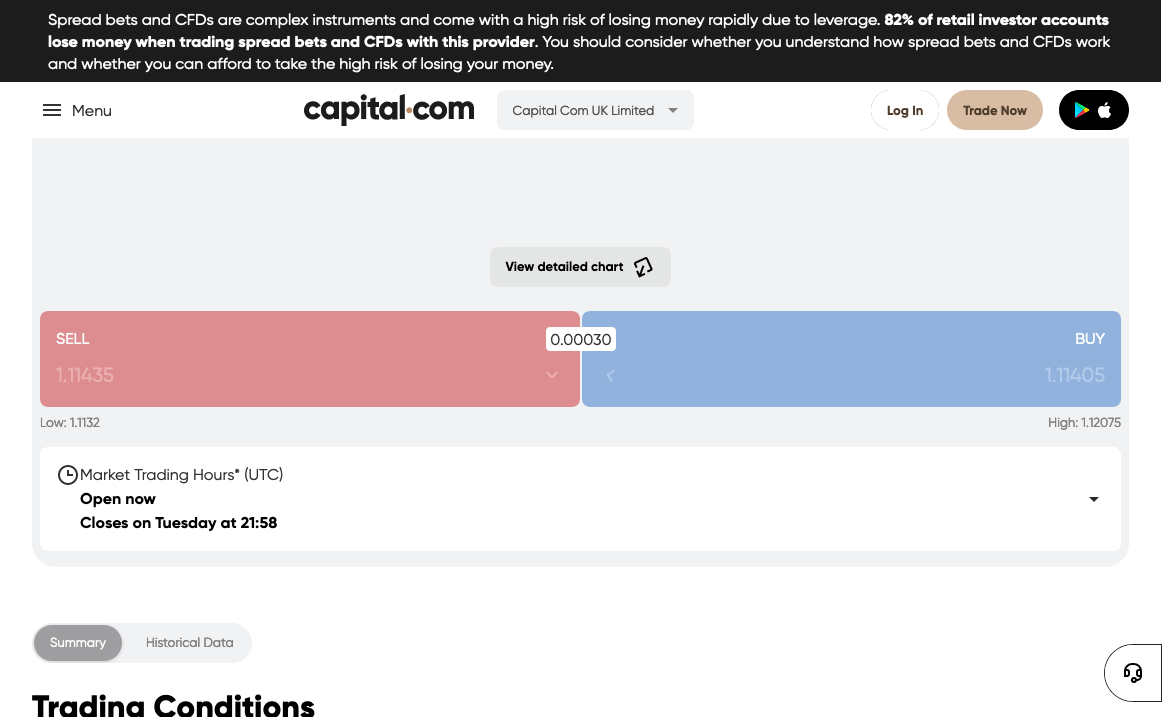 Spread bets and CFDs are complex instruments and come with a high risk of losing money rapidly due to leverage. 82% of retail investor accounts
lose money when trading spread bets and CFDs with this provider. You should consider whether you understand how spread bets and CFDs work
and whether you can afford to take the high risk of losing your money.
Menu
capital.com
Capital Com UK Limited
Log In
Trade Now
View detailed chart
SELL
0.00030
BUY
1.11435
1.11405
Low: 1.1132
High: 1.12075
Market Trading Hours* (UTC)
Open now
Closes on Tuesday at 21:58
Summary
Historical Data
Trading Conditions